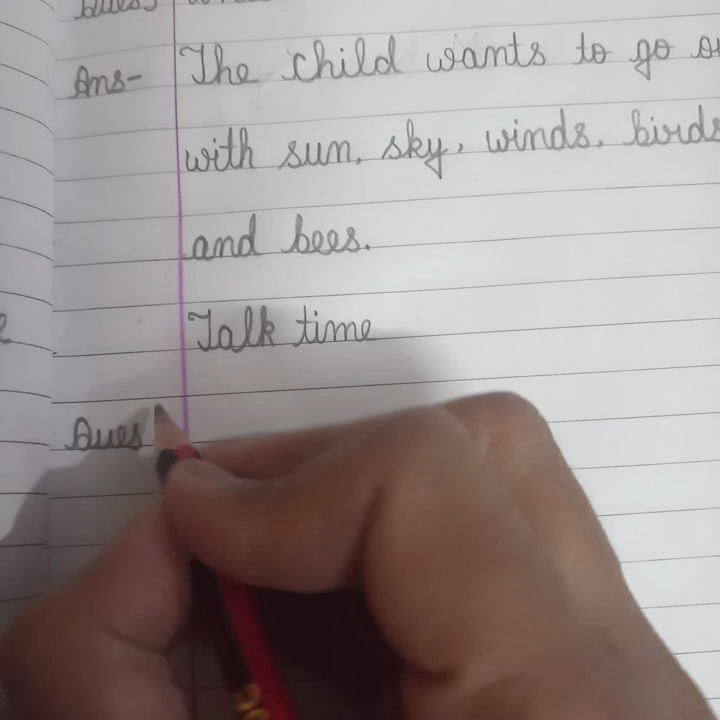 Ans- The child wants to go
with sun, sky, winds, birds
and bees.
Talk time
Ques